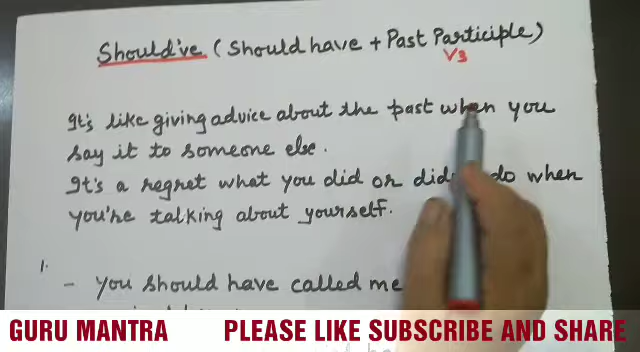 Should've (Should have + Past Participle)
V3
It's like giving advice about the past when you
say it to someone else.
It's a regret what you did or do when
you're talking about yourself.
1.
- You should have called me
GURU MANTRA PLEASE LIKE SUBSCRIBE AND SHARE